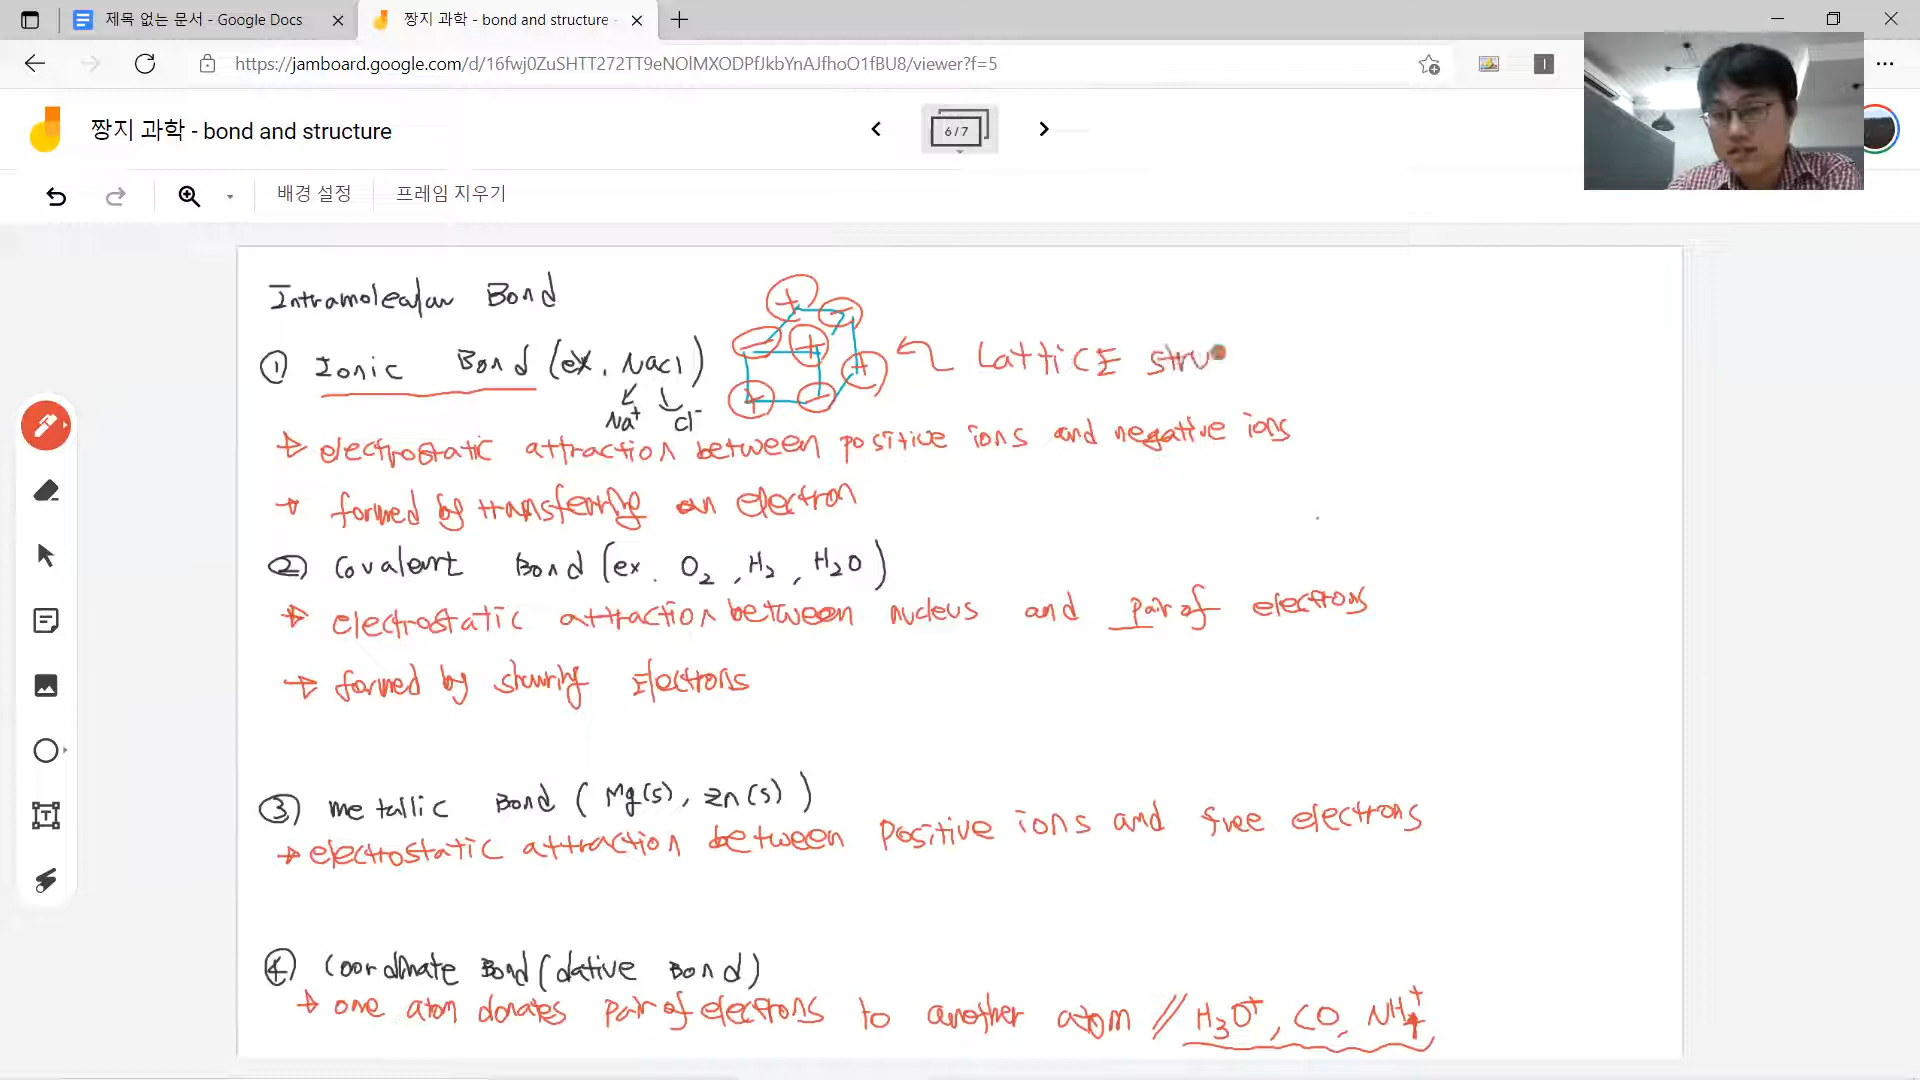 제목 없는 문서 - Google Docs
짱지 과학 - bond and structure -
https://jamboard.google.com/d/16fwj0ZuSHTT272TT9eNOlMXODPfJkbYnAJfhoO1fBU8/viewer?f=5
짱지 과학 - bond and structure
6 / 7
배경 설정
프레임 지우기
Intramolecular Bond
① Ionic Bond (ex. NaCl)
Na⁺ Cl⁻
+ − − + + + −
LatticE stru
→ electrostatic attraction between positive ions and negative ions
→ formed by transferring an electron
② Covalent Bond (ex. O₂, H₂, H₂O)
→ electrostatic attraction between nucleus and pair of electrons
→ formed by sharing Electrons
③ metallic Bond (Mg(s), Zn(s))
→ electrostatic attraction between Positive ions and free electrons
④ Coordinate Bond (dative Bond)
→ one atom donates pair of electrons to another atom // H₃O⁺, CO, NH₄⁺